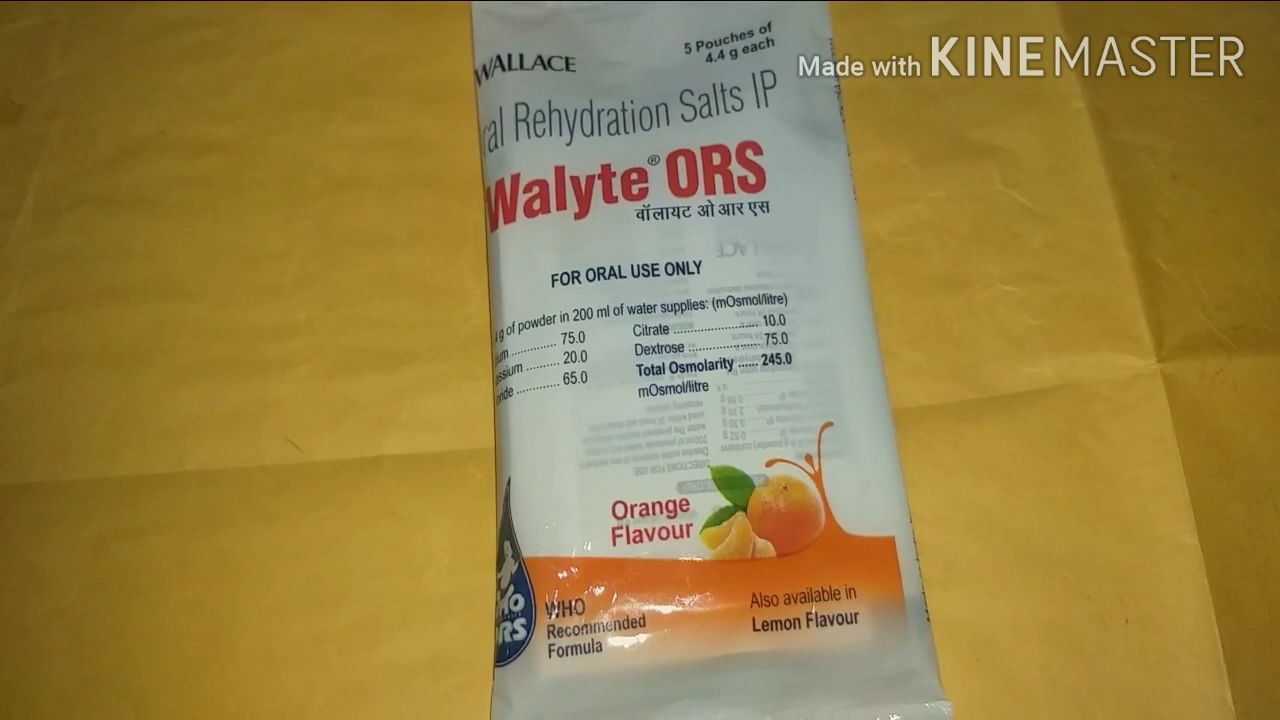 WALLACE
5 Pouches of
4.4 g each
Made with KINEMASTER
ral Rehydration Salts IP
Walyte® ORS
वॉलायट ओ आर एस
FOR ORAL USE ONLY
g of powder in 200 ml of water supplies: (mOsmol/litre)
um ............ 75.0
ssium ......... 20.0
ride ............ 65.0
Citrate ...................... 10.0
Dextrose ................... 75.0
Total Osmolarity ...... 245.0
mOsmol/litre
Orange
Flavour
ORS
WHO
Recommended
Formula
Also available in
Lemon Flavour